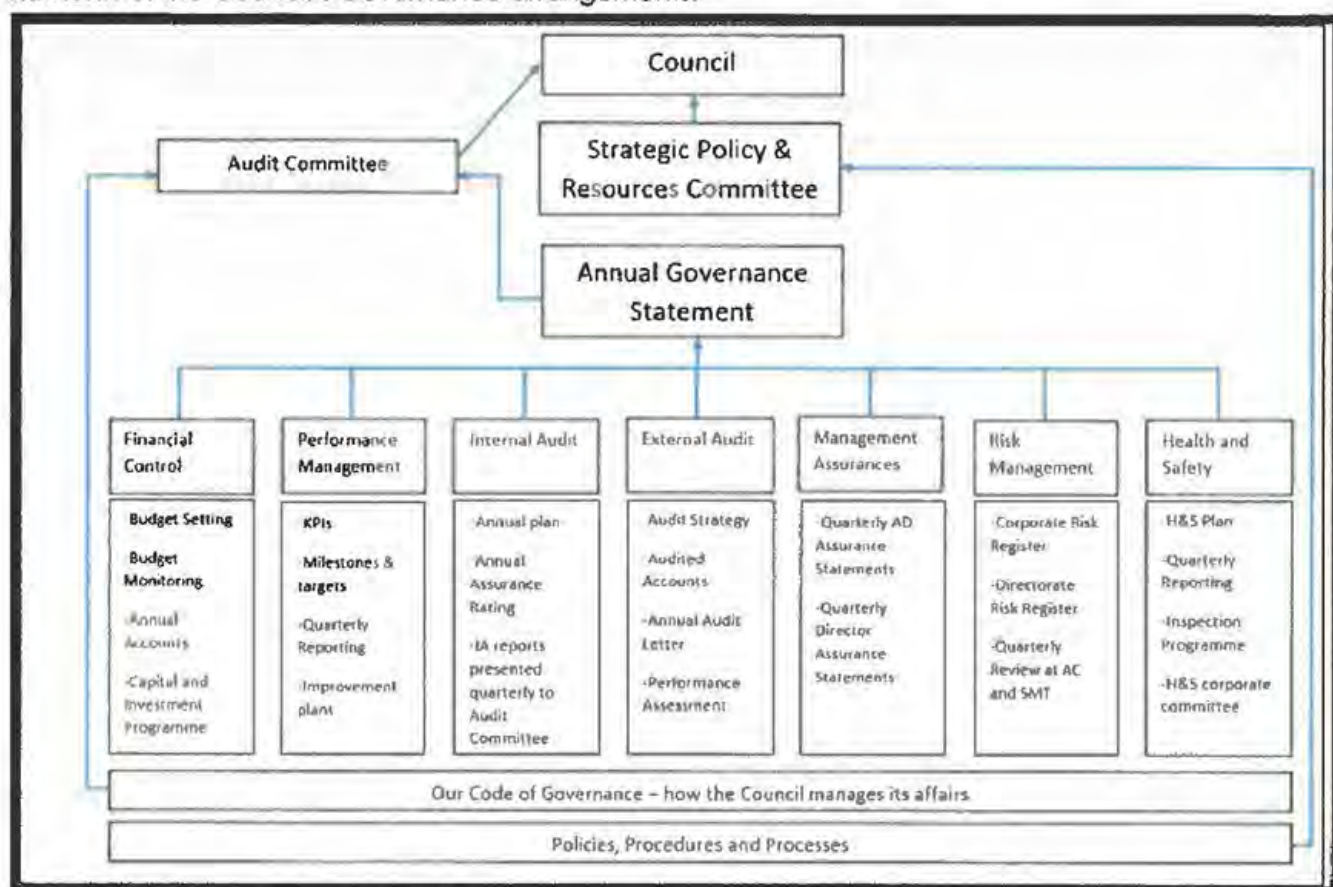 the Council's Governance arrangements.
Council
Audit Committee
Strategic Policy &
Resources Committee
Annual Governance
Statement
Financial
Control
Performance
Management
Internal Audit
External Audit
Management
Assurances
Risk
Management
Health and
Safety
-Budget Setting
-Budget
Monitoring
-Annual
Accounts
-Capital and
Investment
Programme
-KPIs
-Milestones &
targets
-Quarterly
Reporting
-Improvement
plant
-Annual plan
-Annual
Assurance
Rating
-IA reports
presented
quarterly to
Audit
Committee
-Audit Strategy
-Audited
Accounts
-Annual Audit
Letter
-Performance
Assessment
-Quarterly AD
Assurance
Statements
-Quarterly
Director
Assurance
Statements
-Corporate Risk
Register
-Directorate
Risk Register
-Quarterly
Review at AC
and SMT
-H&S Plan
-Quarterly
Reporting
-Inspection
Programme
-H&S corporate
committee
Our Code of Governance – how the Council manages its affairs
Policies, Procedures and Processes